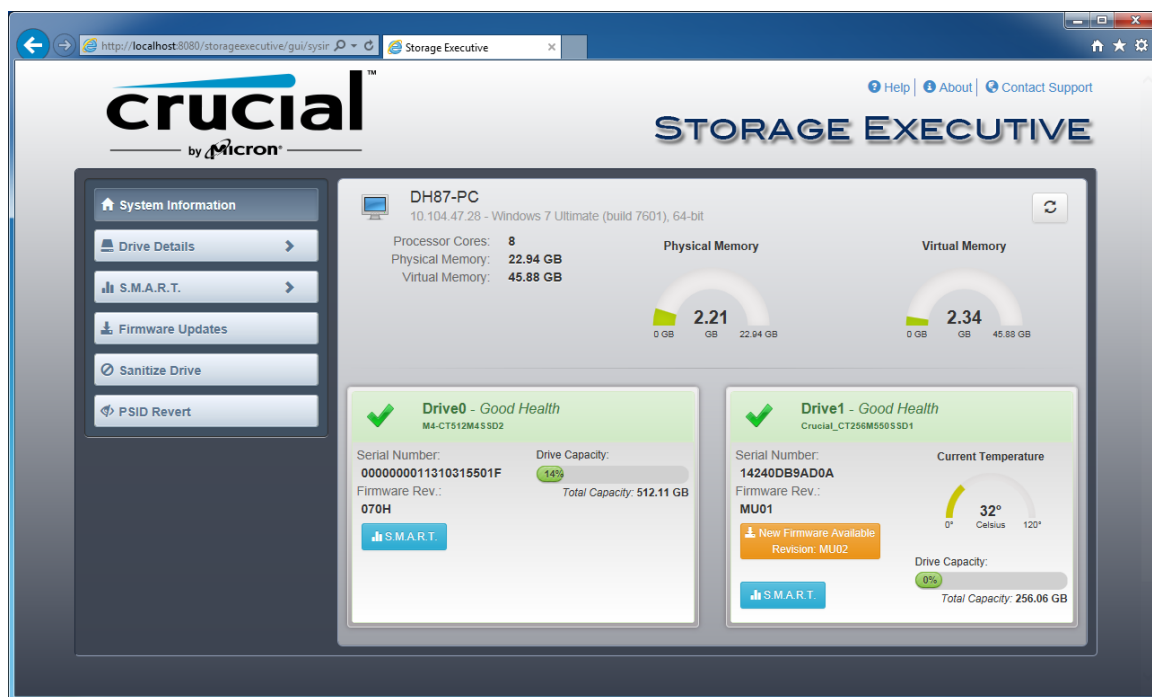 http://localhost:8080/storageexecutive/gui/sysir
Storage Executive
crucial™
by Micron®
Help | About | Contact Support
STORAGE EXECUTIVE
System Information
Drive Details
S.M.A.R.T.
Firmware Updates
Sanitize Drive
PSID Revert
DH87-PC
10.104.47.28 - Windows 7 Ultimate (build 7601), 64-bit
Processor Cores: 8
Physical Memory: 22.94 GB
Virtual Memory: 45.88 GB
Physical Memory
2.21
0 GB GB 22.94 GB
Virtual Memory
2.34
0 GB GB 45.88 GB
Drive0 - Good Health
M4-CT512M4SSD2
Serial Number:
0000000011310315501F
Firmware Rev.:
070H
S.M.A.R.T.
Drive Capacity:
14%
Total Capacity: 512.11 GB
Drive1 - Good Health
Crucial_CT256M550SSD1
Serial Number:
14240DB9AD0A
Firmware Rev.:
MU01
New Firmware Available
Revision: MU02
S.M.A.R.T.
Current Temperature
32°
0° Celsius 120°
Drive Capacity:
0%
Total Capacity: 256.06 GB